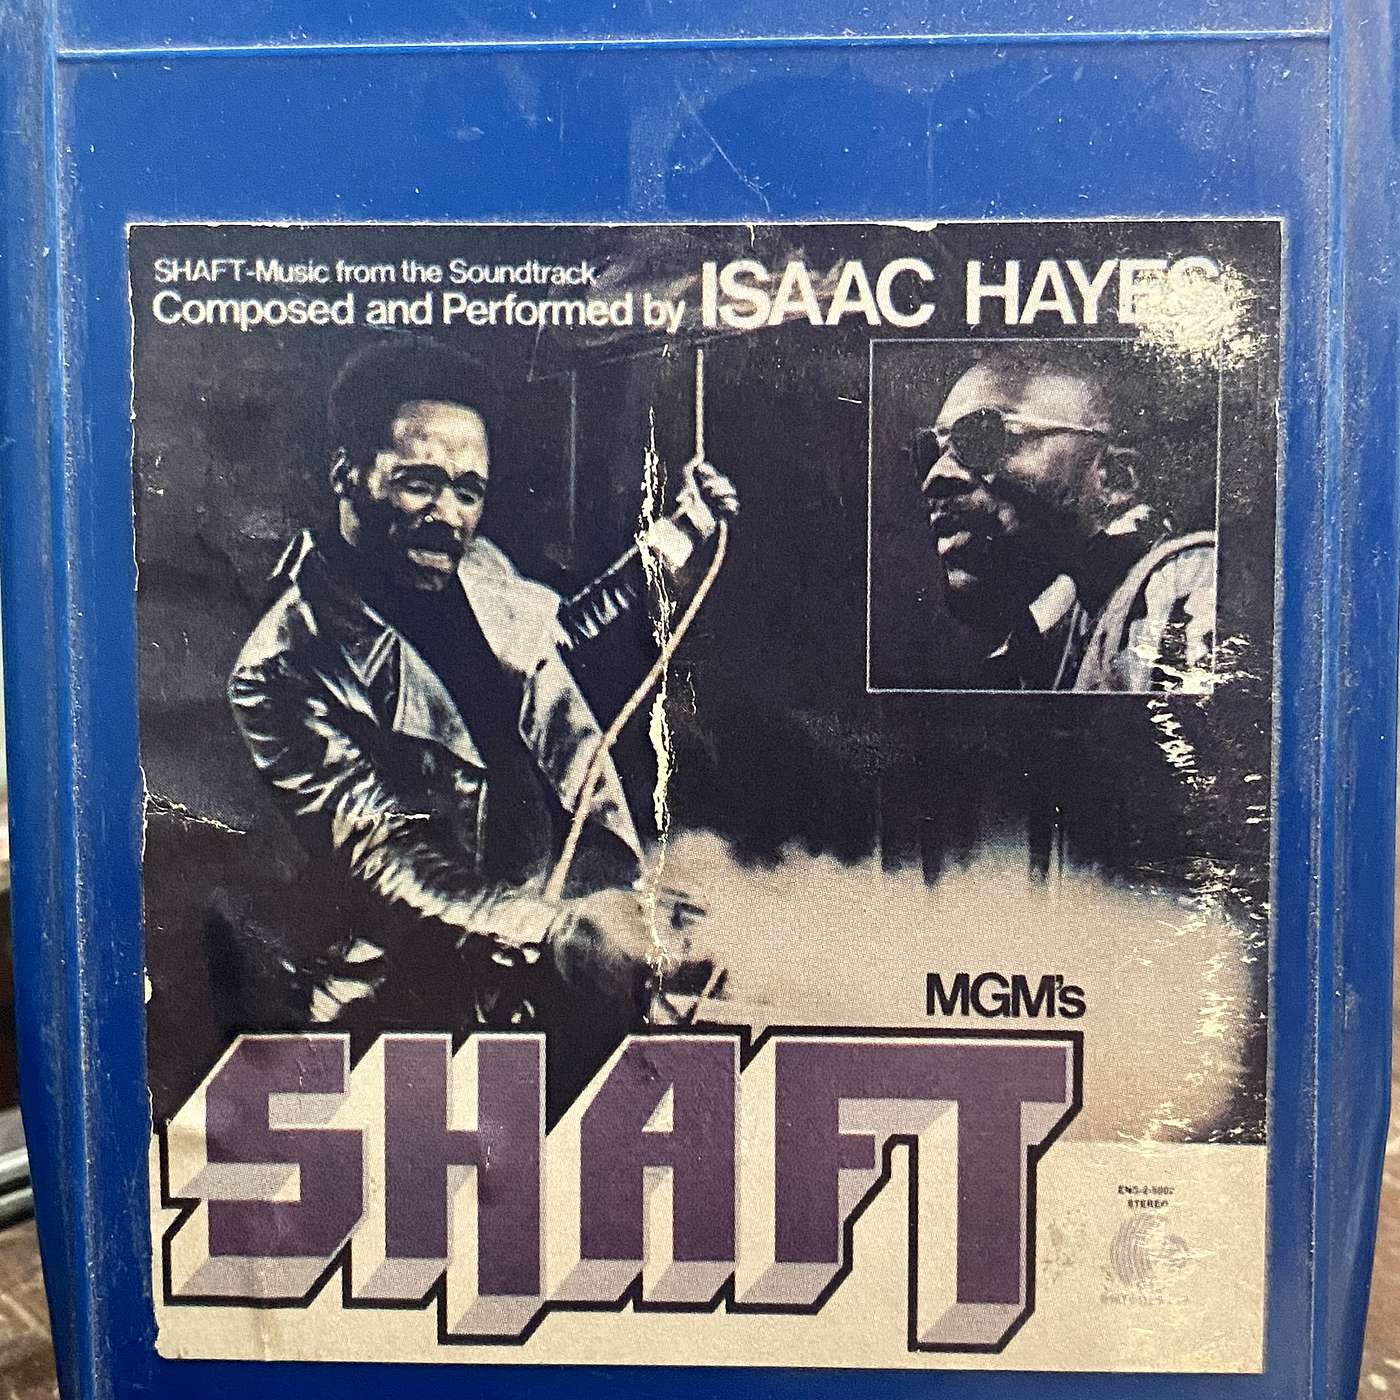 SHAFT-Music from the Soundtrack
Composed and Performed by ISAAC HAYES
MGM's
SHAFT
STEREO